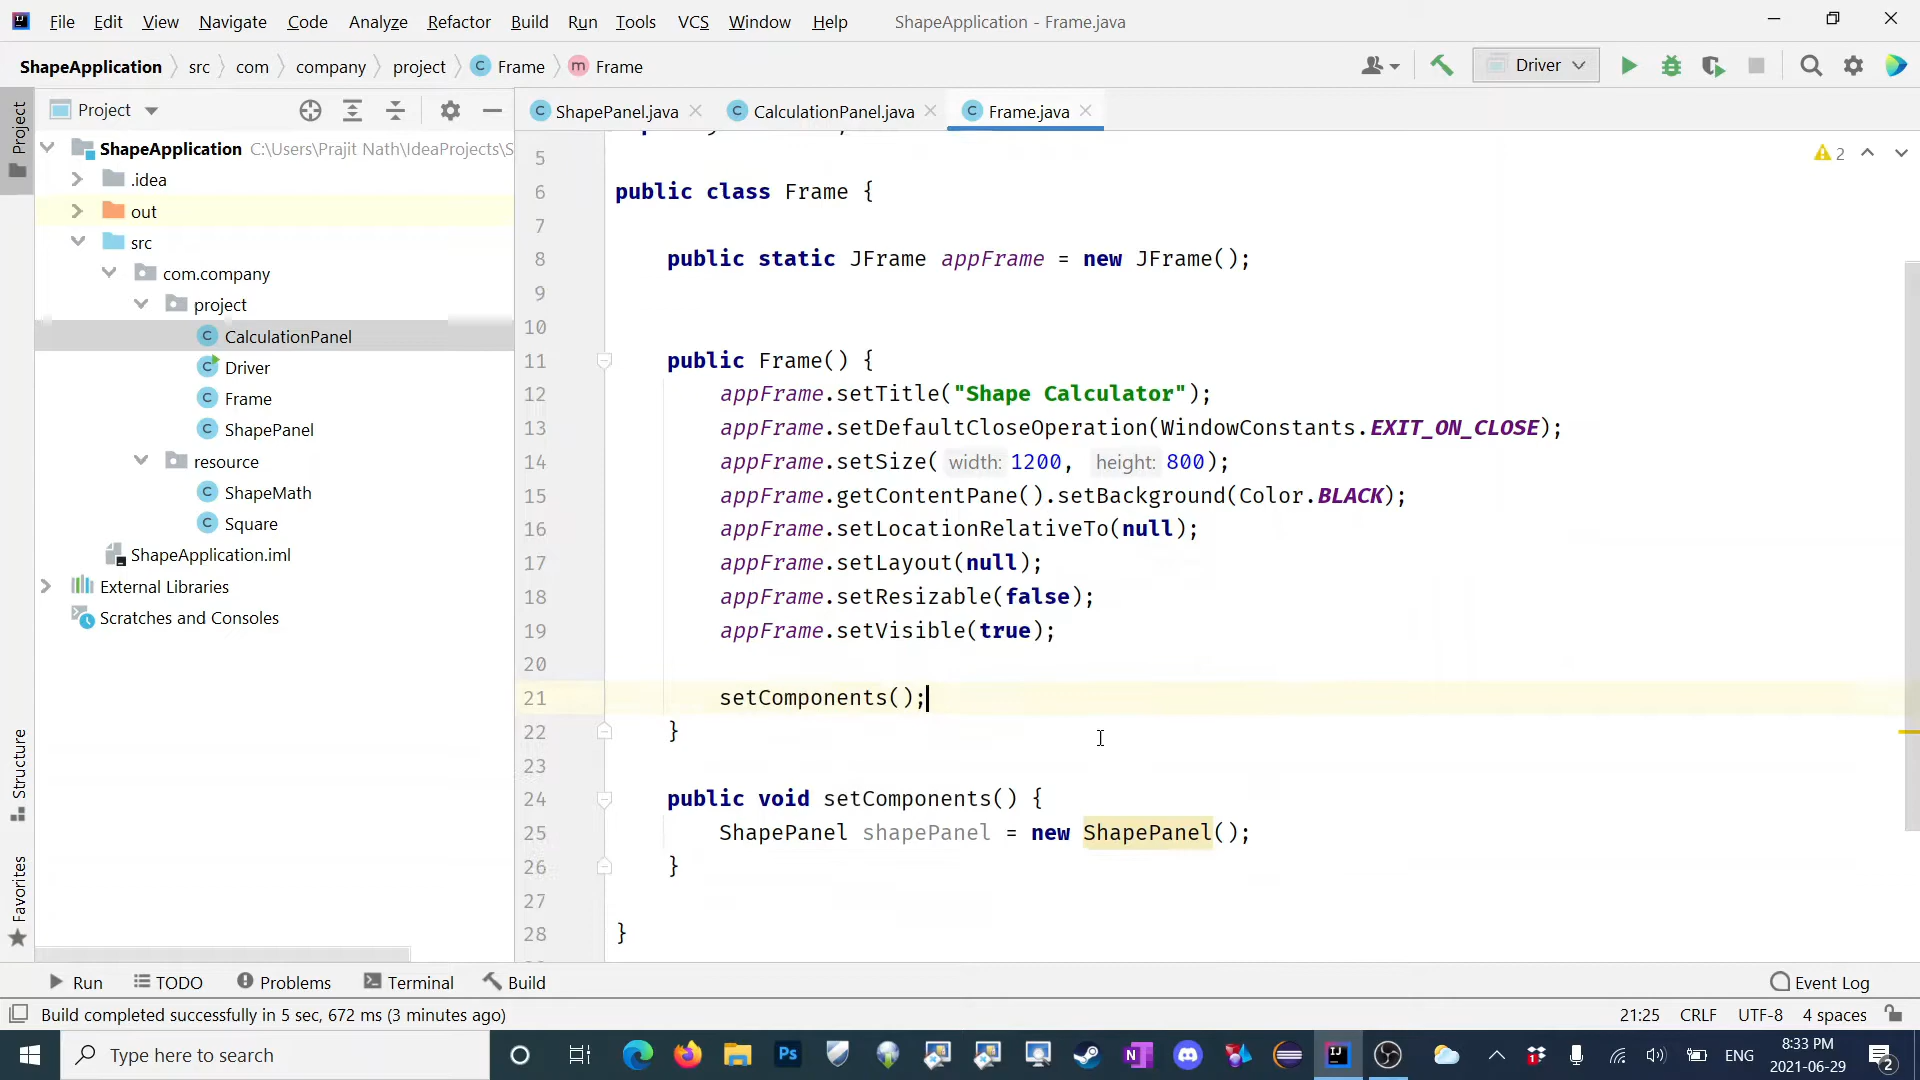 File Edit View Navigate Code Analyze Refactor Build Run Tools VCS Window Help ShapeApplication - Frame.java
ShapeApplication src com company project Frame Frame Driver
Project
ShapePanel.java CalculationPanel.java Frame.java
Project
ShapeApplication C:\Users\Prajit Nath\IdeaProjects\S
.idea
out
src
com.company
project
CalculationPanel
Driver
Frame
ShapePanel
resource
ShapeMath
Square
ShapeApplication.iml
External Libraries
Scratches and Consoles
Structure
Favorites
2
5
6 public class Frame {
7
8 public static JFrame appFrame = new JFrame();
9
10
11 public Frame() {
12 appFrame.setTitle("Shape Calculator");
13 appFrame.setDefaultCloseOperation(WindowConstants.EXIT_ON_CLOSE);
14 appFrame.setSize( width: 1200, height: 800);
15 appFrame.getContentPane().setBackground(Color.BLACK);
16 appFrame.setLocationRelativeTo(null);
17 appFrame.setLayout(null);
18 appFrame.setResizable(false);
19 appFrame.setVisible(true);
20
21 setComponents();
22 }
23
24 public void setComponents() {
25 ShapePanel shapePanel = new ShapePanel();
26 }
27
28 }
Run TODO Problems Terminal Build Event Log
Build completed successfully in 5 sec, 672 ms (3 minutes ago) 21:25 CRLF UTF-8 4 spaces
Type here to search
ENG
8:33 PM
2021-06-29
2